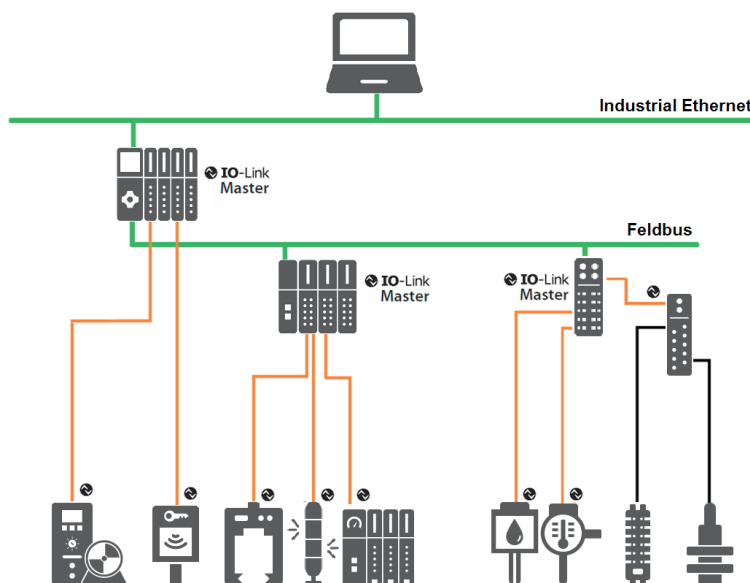 Industrial Ethernet
IO-Link
Master
Feldbus
IO-Link
Master
IO-Link
Master